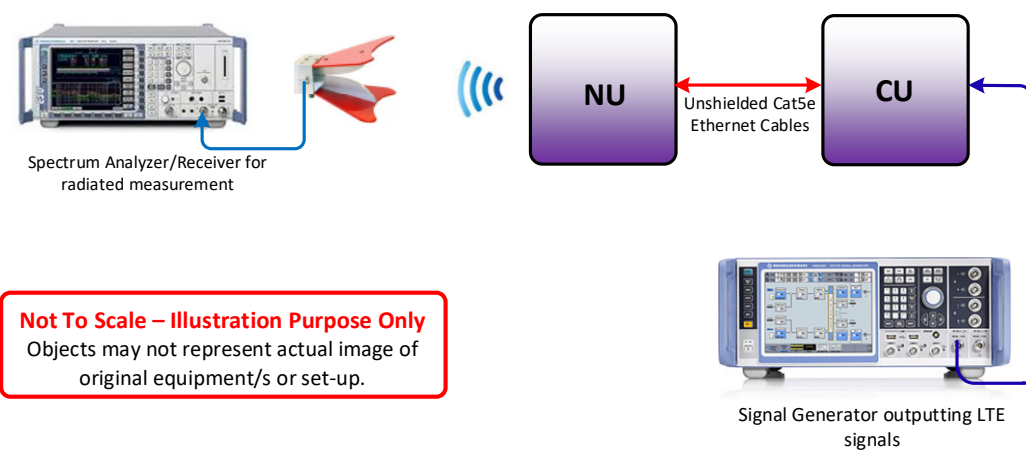 NU
CU
Unshielded Cat5e
Ethernet Cables
Spectrum Analyzer/Receiver for
radiated measurement
Not To Scale – Illustration Purpose Only
Objects may not represent actual image of
original equipment/s or set-up.
Signal Generator outputting LTE
signals